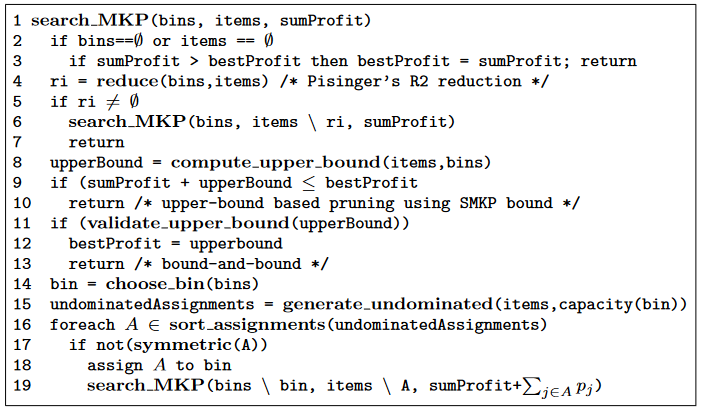 1 search_MKP(bins, items, sumProfit)
2 if bins==∅ or items == ∅
3 if sumProfit > bestProfit then bestProfit = sumProfit; return
4 ri = reduce(bins,items) /* Pisinger's R2 reduction */
5 if ri ≠ ∅
6 search_MKP(bins, items \ ri, sumProfit)
7 return
8 upperBound = compute_upper_bound(items,bins)
9 if (sumProfit + upperBound ≤ bestProfit
10 return /* upper-bound based pruning using SMKP bound */
11 if (validate_upper_bound(upperBound))
12 bestProfit = upperbound
13 return /* bound-and-bound */
14 bin = choose_bin(bins)
15 undominatedAssignments = generate_undominated(items,capacity(bin))
16 foreach A ∈ sort_assignments(undominatedAssignments)
17 if not(symmetric(A))
18 assign A to bin
19 search_MKP(bins \ bin, items \ A, sumProfit+∑j∈A pj)